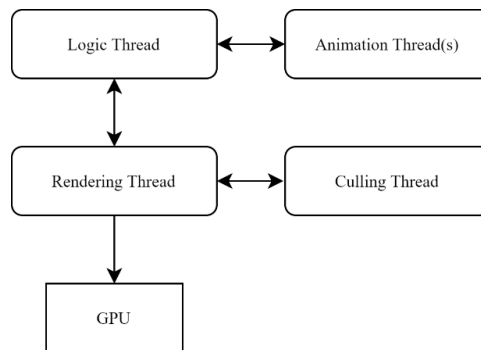 Logic Thread
Animation Thread(s)
Rendering Thread
Culling Thread
GPU